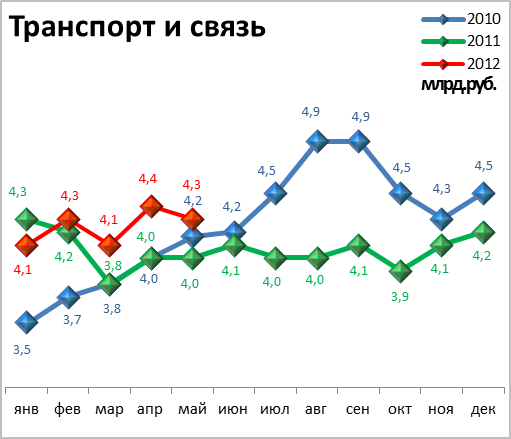 Транспорт и связь
2010
2011
2012
млрд.руб.
4,9 4,9
4,5 4,5 4,5
4,4
4,3 4,3 4,3 4,3
4,2 4,2
4,1 4,1 4,0
4,2 3,8 4,0 4,0 4,1 4,0 4,0 4,1 3,9 4,1 4,2
3,5 3,7 3,8
янв фев мар апр май июн июл авг сен окт ноя дек